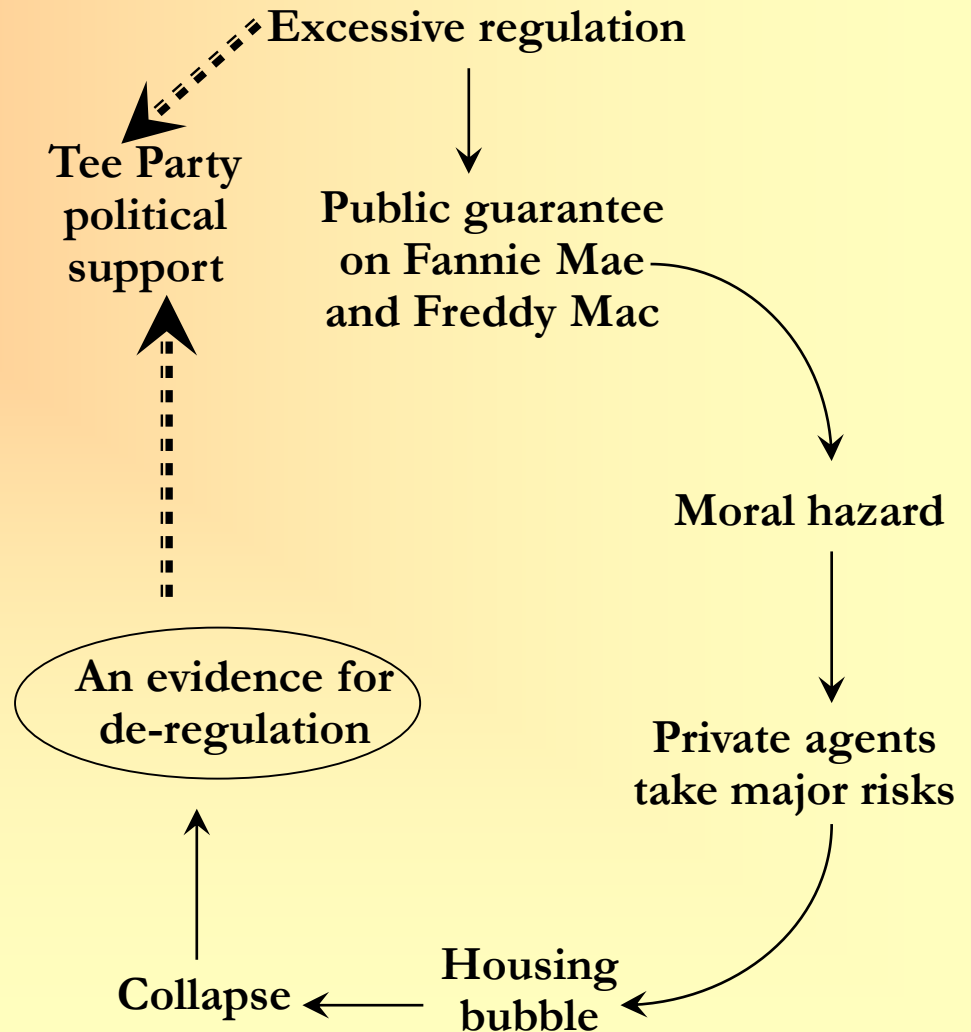 Excessive regulation
Tee Party
political
support
Public guarantee
on Fannie Mae
and Freddy Mac
Moral hazard
Private agents
take major risks
Housing
bubble
Collapse
An evidence for
de-regulation